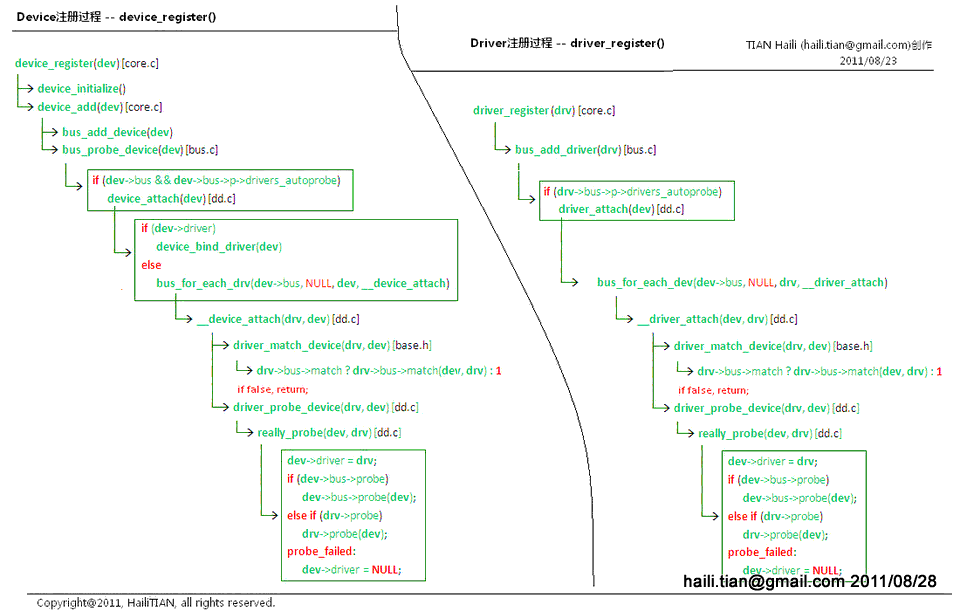 Device注册过程 -- device_register()
device_register(dev)[core.c]
device_initialize()
device_add(dev)[core.c]
bus_add_device(dev)
bus_probe_device(dev)[bus.c]
if (dev->bus && dev->bus->p->drivers_autoprobe)
device_attach(dev)[dd.c]
if (dev->driver)
device_bind_driver(dev)
else
bus_for_each_drv(dev->bus, NULL, dev, __device_attach)
__device_attach(drv, dev)[dd.c]
driver_match_device(drv, dev)[base.h]
drv->bus->match ? drv->bus->match(dev, drv) : 1
if false, return;
driver_probe_device(drv, dev)[dd.c]
really_probe(dev, drv)[dd.c]
dev->driver = drv;
if (dev->bus->probe)
dev->bus->probe(dev);
else if (drv->probe)
drv->probe(dev);
probe_failed:
dev->driver = NULL;
Driver注册过程 -- driver_register()
TIAN Haili (haili.tian@gmail.com)创作
2011/08/23
driver_register(drv)[core.c]
bus_add_driver(drv)[bus.c]
if (drv->bus->p->drivers_autoprobe)
driver_attach(dev)[dd.c]
bus_for_each_dev(dev->bus, NULL, drv, __driver_attach)
__driver_attach(dev, drv)[dd.c]
driver_match_device(drv, dev)[base.h]
drv->bus->match ? drv->bus->match(dev, drv) : 1
if false, return;
driver_probe_device(drv, dev)[dd.c]
really_probe(dev, drv)[dd.c]
dev->driver = drv;
if (dev->bus->probe)
dev->bus->probe(dev);
else if (drv->probe)
drv->probe(dev);
probe_failed:
dev->driver = NULL;
haili.tian@gmail.com 2011/08/28
Copyright@2011, HailiTIAN, all rights reserved.